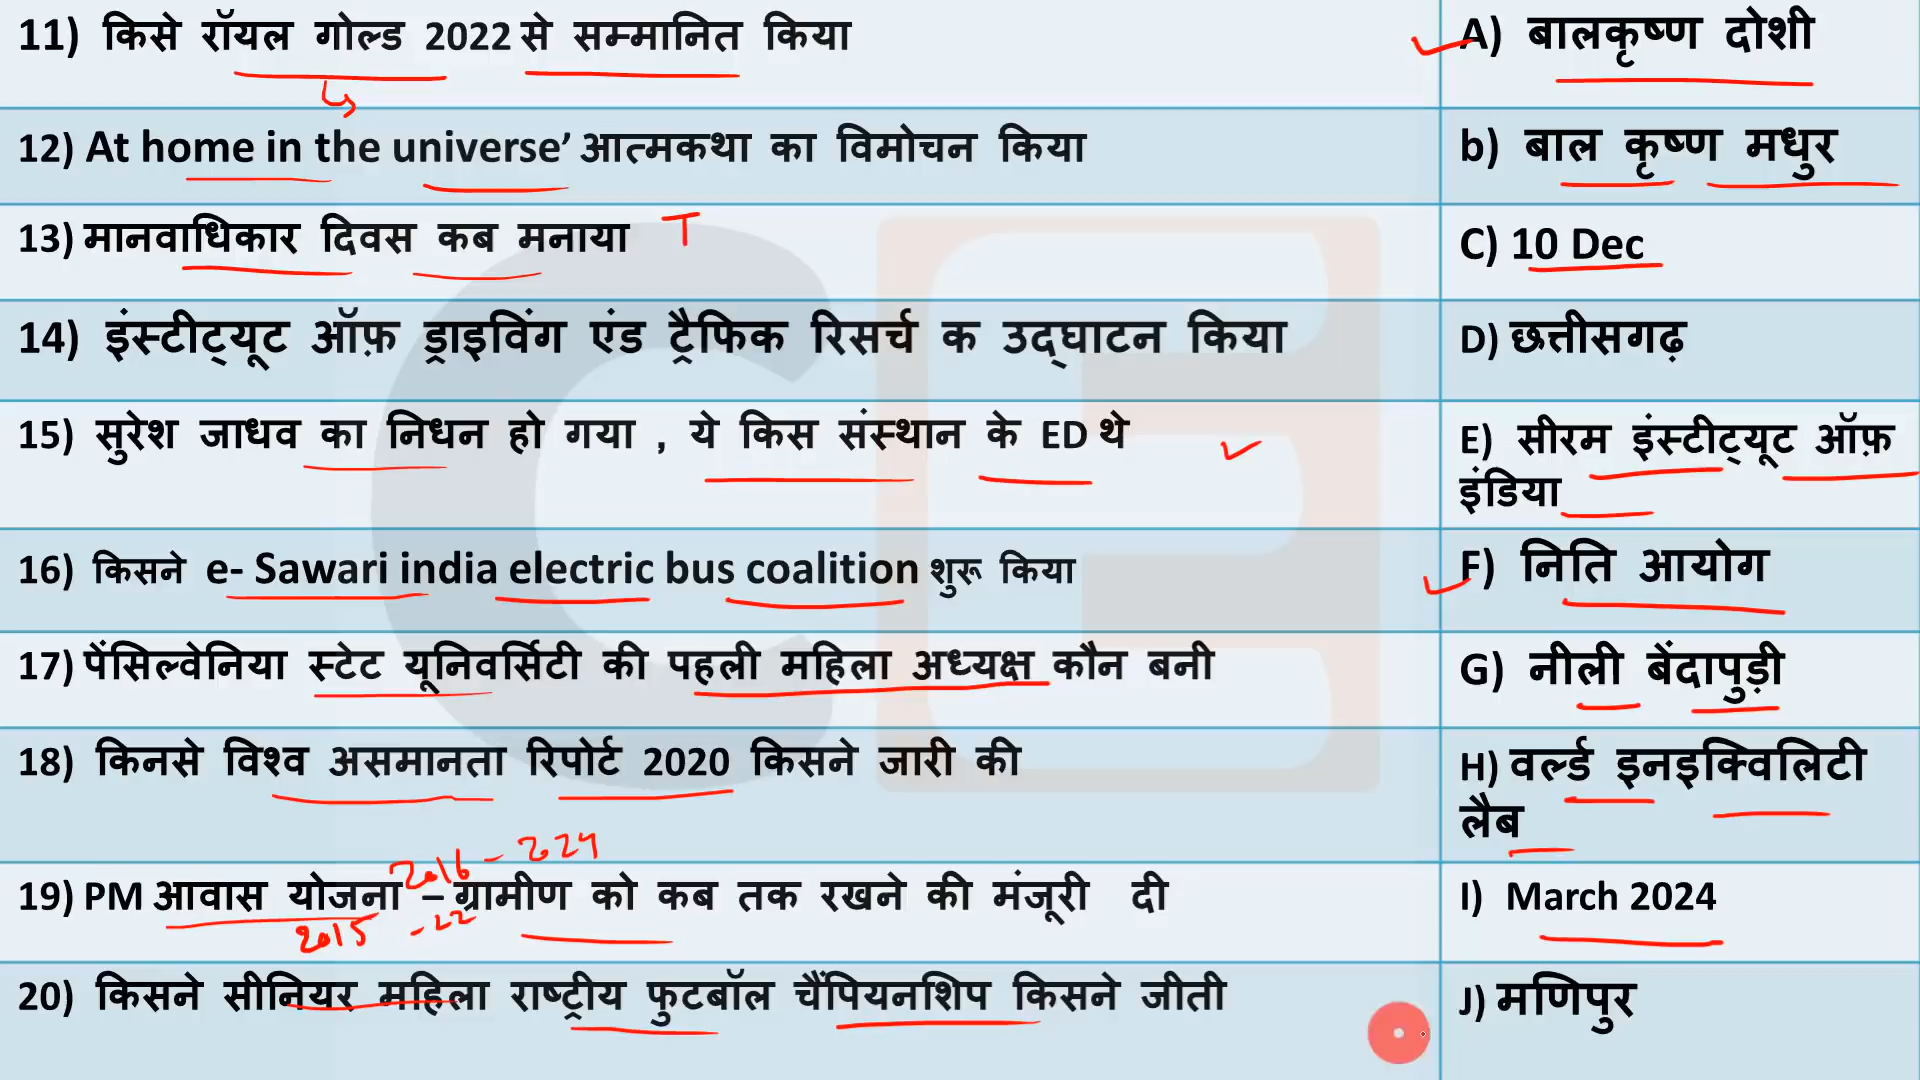 11) किसे रॉयल गोल्ड 2022 से सम्मानित किया
A) बालकृष्ण दोशी
12) At home in the universe’ आत्मकथा का विमोचन किया
b) बाल कृष्ण मधुर
13) मानवाधिकार दिवस कब मनाया T
C) 10 Dec
14) इंस्टीट्यूट ऑफ़ ड्राइविंग एंड ट्रैफिक रिसर्च क उद्घाटन किया
D) छत्तीसगढ़
15) सुरेश जाधव का निधन हो गया , ये किस संस्थान के ED थे
E) सीरम इंस्टीट्यूट ऑफ़
इंडिया
16) किसने e- Sawari india electric bus coalition शुरू किया
F) निति आयोग
17) पेंसिल्वेनिया स्टेट यूनिवर्सिटी की पहली महिला अध्यक्ष कौन बनी
G) नीली बेंदापुड़ी
18) किनसे विश्व असमानता रिपोर्ट 2020 किसने जारी की
H) वर्ल्ड इनइक्विलिटी
लैब
2016 - 2024
19) PM आवास योजना – ग्रामीण को कब तक रखने की मंजूरी दी
I) March 2024
2015 - 22
20) किसने सीनियर महिला राष्ट्रीय फुटबॉल चैंपियनशिप किसने जीती
J) मणिपुर